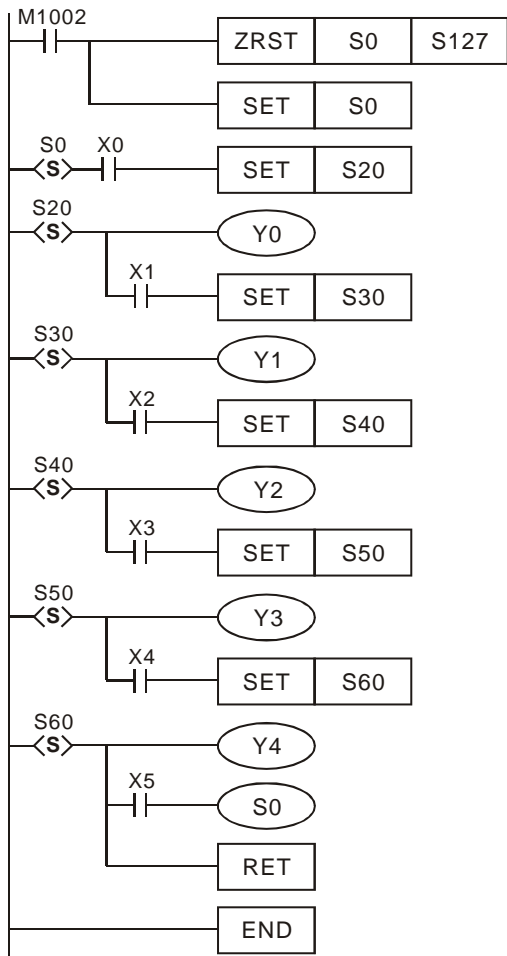 M1002
ZRST S0 S127
SET S0
S0 X0
S SET S20
S20
S Y0
X1
SET S30
S30
S Y1
X2
SET S40
S40
S Y2
X3
SET S50
S50
S Y3
X4
SET S60
S60
S Y4
X5
S0
RET
END